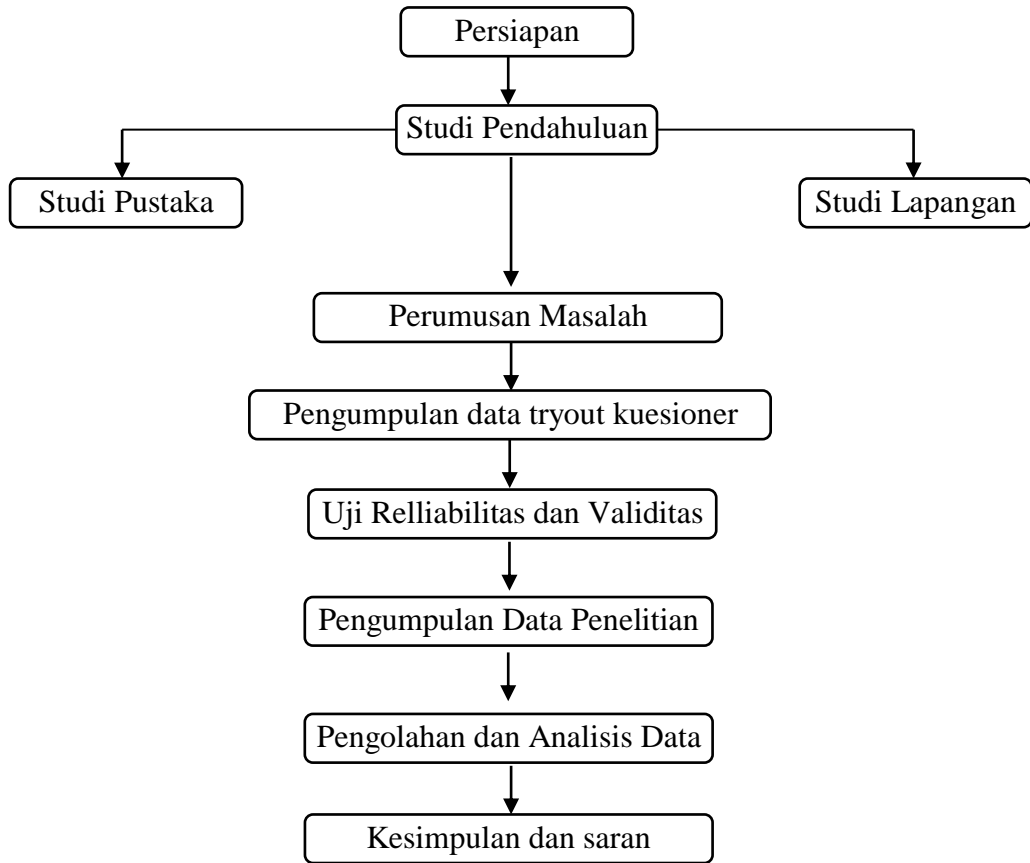 Persiapan
Studi Pendahuluan
Studi Pustaka
Studi Lapangan
Perumusan Masalah
Pengumpulan data tryout kuesioner
Uji Relliabilitas dan Validitas
Pengumpulan Data Penelitian
Pengolahan dan Analisis Data
Kesimpulan dan saran